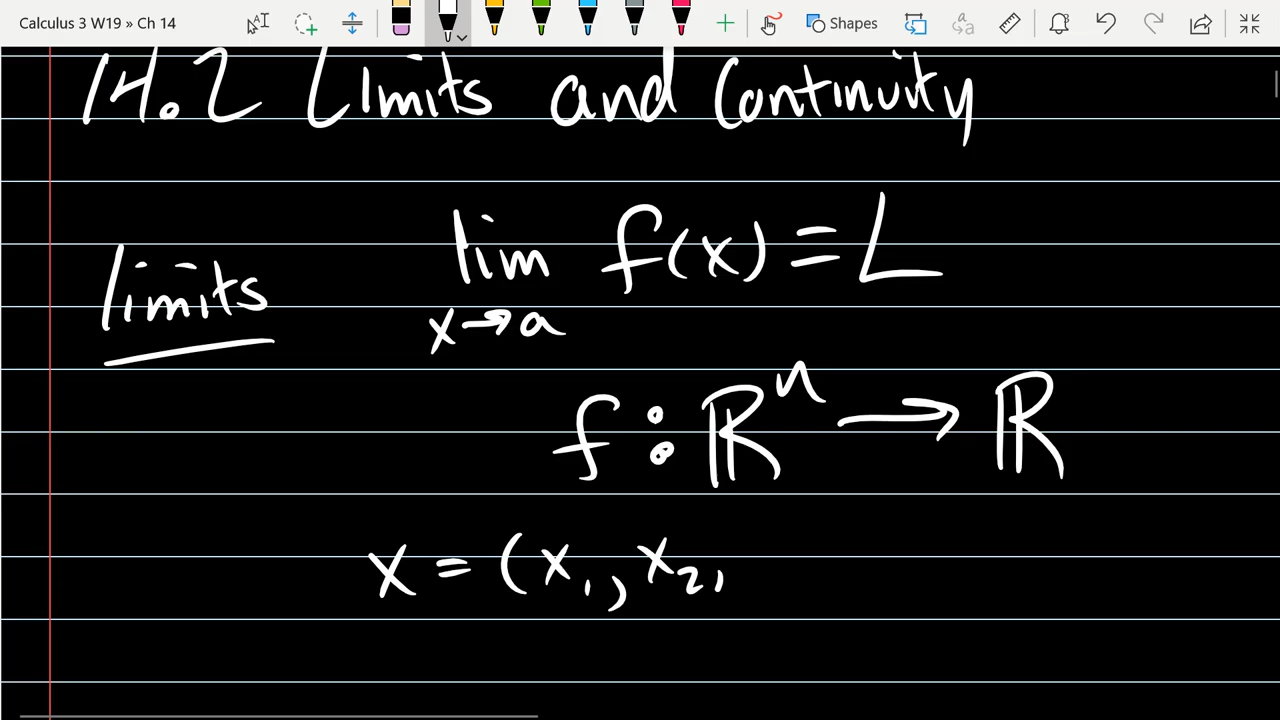 Calculus 3 W19 » Ch 14
Shapes
14.2 Limits and Continuity
limits
lim f(x) = L
x→a
f: ℝⁿ → ℝ
x = (x₁, x₂,